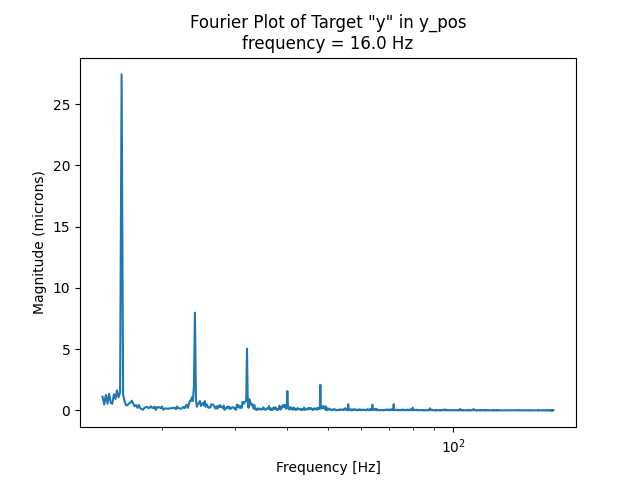 Fourier Plot of Target "y" in y_pos
frequency = 16.0 Hz
Magnitude (microns)
25
20
15
10
5
0
10²
Frequency [Hz]